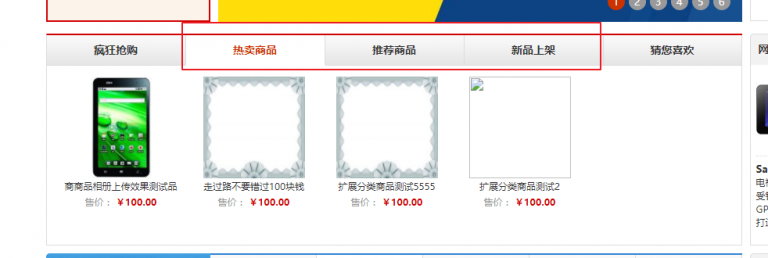 1 2 3 4 5 6
疯狂抢购 热卖商品 推荐商品 新品上架 猜您喜欢
商商品相册上传效果测试品 走过路不要错过100块钱 扩展分类商品测试5555 扩展分类商品测试2
售价： ￥100.00 售价： ￥100.00 售价： ￥100.00 售价： ￥100.00
网
Sa
电视
受
GP
打